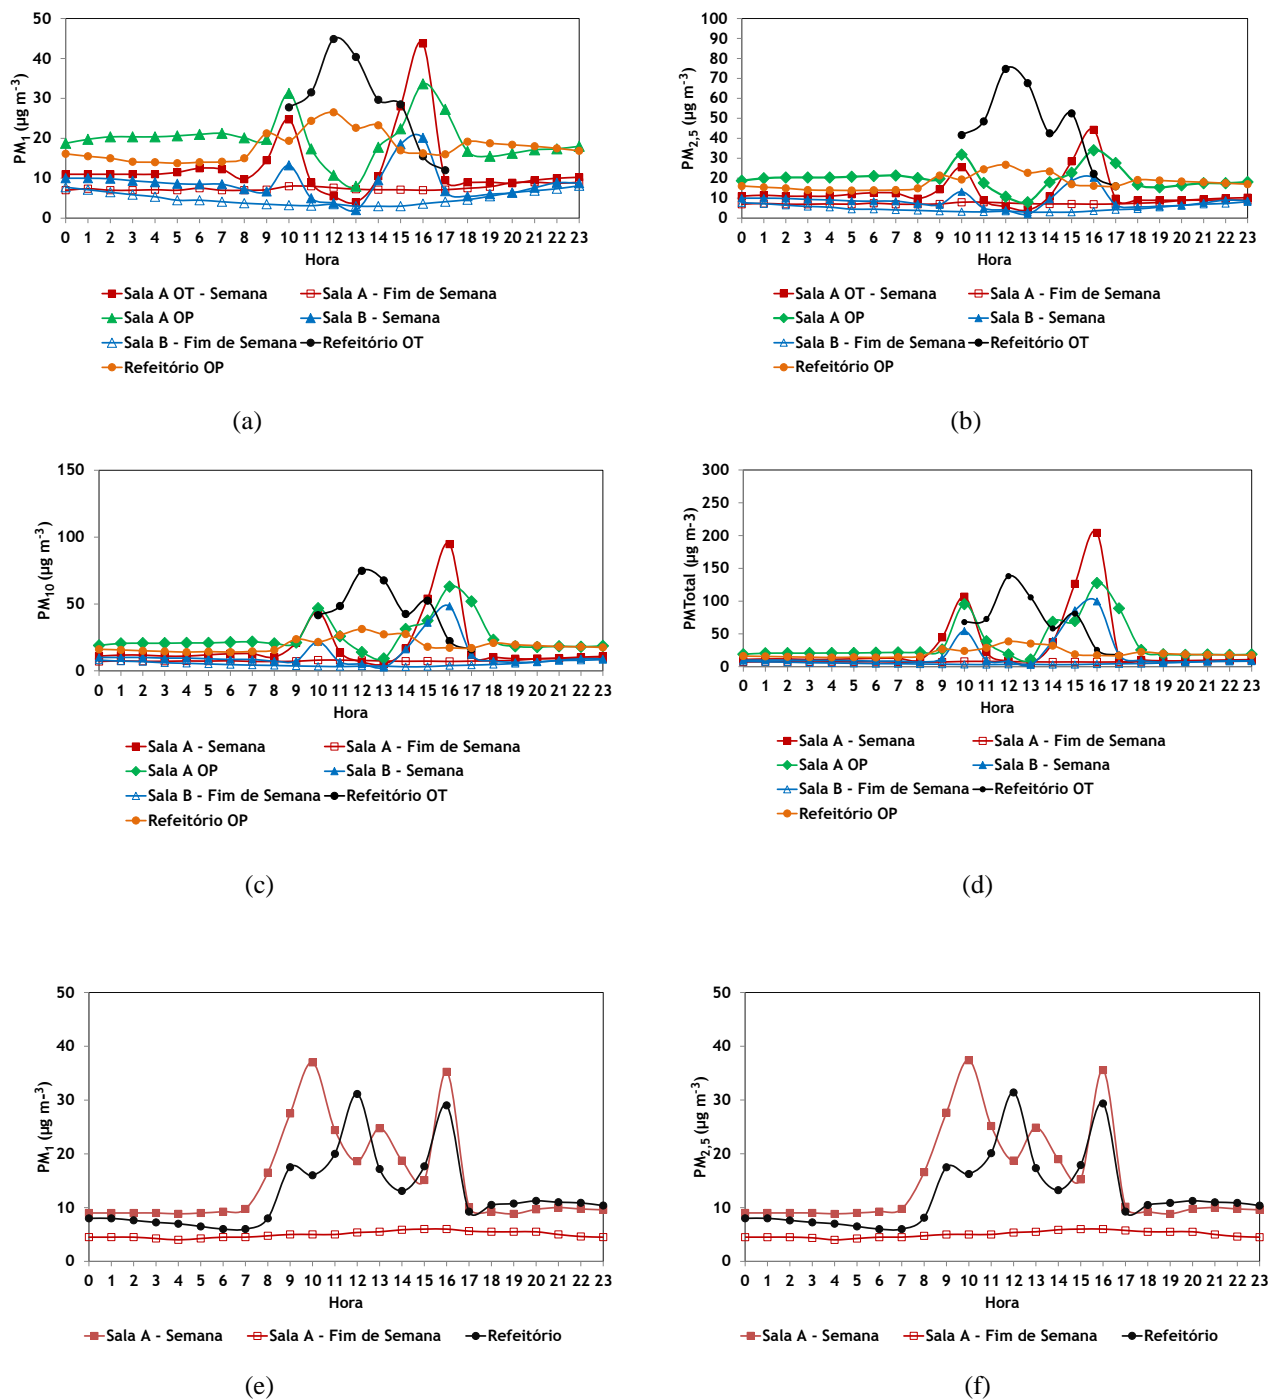 50
40
30
20
10
0
PM1 (µg m-3)
0 1 2 3 4 5 6 7 8 9 10 11 12 13 14 15 16 17 18 19 20 21 22 23
Hora
Sala A OT - Semana Sala A - Fim de Semana
Sala A OP Sala B - Semana
Sala B - Fim de Semana Refeitório OT
Refeitório OP
(a)
100
90
80
70
60
50
40
30
20
10
0
PM2,5 (µg m-3)
0 1 2 3 4 5 6 7 8 9 10 11 12 13 14 15 16 17 18 19 20 21 22 23
Hora
Sala A OT - Semana Sala A - Fim de Semana
Sala A OP Sala B - Semana
Sala B - Fim de Semana Refeitório OT
Refeitório OP
(b)
150
100
50
0
PM10 (µg m-3)
0 1 2 3 4 5 6 7 8 9 10 11 12 13 14 15 16 17 18 19 20 21 22 23
Hora
Sala A - Semana Sala A - Fim de Semana
Sala A OP Sala B - Semana
Sala B - Fim de Semana Refeitório OT
Refeitório OP
(c)
300
250
200
150
100
50
0
PMTotal (µg m-3)
0 1 2 3 4 5 6 7 8 9 10 11 12 13 14 15 16 17 18 19 20 21 22 23
Hora
Sala A - Semana Sala A - Fim de Semana
Sala A OP Sala B - Semana
Sala B - Fim de Semana Refeitório OT
Refeitório OP
(d)
50
40
30
20
10
0
PM1 (µg m-3)
0 1 2 3 4 5 6 7 8 9 10 11 12 13 14 15 16 17 18 19 20 21 22 23
Hora
Sala A - Semana Sala A - Fim de Semana Refeitório
(e)
50
40
30
20
10
0
PM2,5 (µg m-3)
0 1 2 3 4 5 6 7 8 9 10 11 12 13 14 15 16 17 18 19 20 21 22 23
Hora
Sala A - Semana Sala A - Fim de Semana Refeitório
(f)